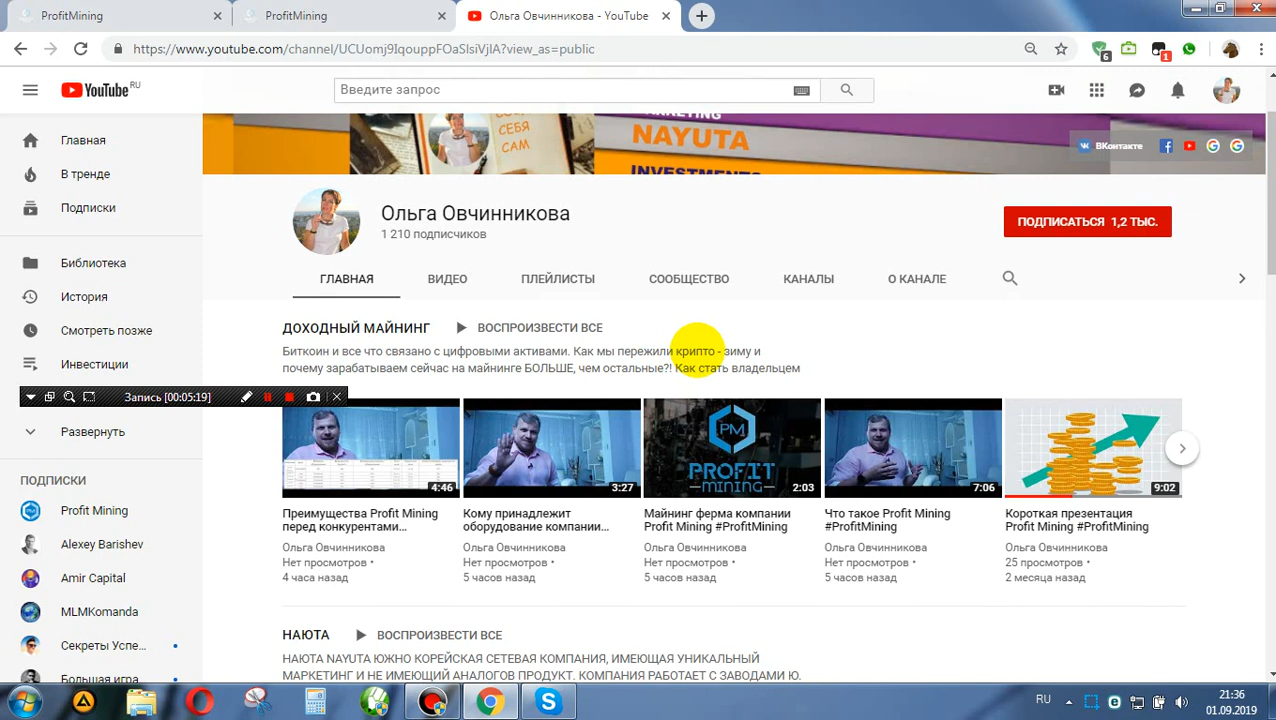 ProfitMining
ProfitMining
Ольга Овчинникова - YouTube
https://www.youtube.com/channel/UCUomj9IqouppFOaSlsiVjIA?view_as=public
6
1
YouTube RU
Введите запрос
СЕБЯ
САМ
NAYUTA
INVESTMENTS
ВКонтакте
Главная
В тренде
Подписки
Библиотека
История
Смотреть позже
Инвестиции
Развернуть
ПОДПИСКИ
Profit Mining
Alexey Barishev
Amir Capital
MLMKomanda
Секреты Успе...
Большая игра
Ольга Овчинникова
1 210 подписчиков
ПОДПИСАТЬСЯ 1,2 ТЫС.
ГЛАВНАЯ
ВИДЕО
ПЛЕЙЛИСТЫ
СООБЩЕСТВО
КАНАЛЫ
О КАНАЛЕ
ДОХОДНЫЙ МАЙНИНГ
ВОСПРОИЗВЕСТИ ВСЕ
Биткоин и все что связано с цифровыми активами. Как мы пережили крипто - зиму и
почему зарабатываем сейчас на майнинге БОЛЬШЕ, чем остальные?! Как стать владельцем
Запись [00:05:19]
4:46
3:27
PM
PROFIT
MINING
2:03
7:06
9:02
Преимущества Profit Mining
перед конкурентами...
Ольга Овчинникова
Нет просмотров •
4 часа назад
Кому принадлежит
оборудование компании...
Ольга Овчинникова
Нет просмотров •
5 часов назад
Майнинг ферма компании
Profit Mining #ProfitMining
Ольга Овчинникова
Нет просмотров •
5 часов назад
Что такое Profit Mining
#ProfitMining
Ольга Овчинникова
Нет просмотров •
5 часов назад
Короткая презентация
Profit Mining #ProfitMining
Ольга Овчинникова
25 просмотров •
2 месяца назад
НАЮТА
ВОСПРОИЗВЕСТИ ВСЕ
НАЮТА NAYUTA ЮЖНО КОРЕЙСКАЯ СЕТЕВАЯ КОМПАНИЯ, ИМЕЮЩАЯ УНИКАЛЬНЫЙ
МАРКЕТИНГ И НЕ ИМЕЮЩИЙ АНАЛОГОВ ПРОДУКТ. КОМПАНИЯ РАБОТАЕТ С ЗАВОДАМИ Ю.
RU
21:36
01.09.2019